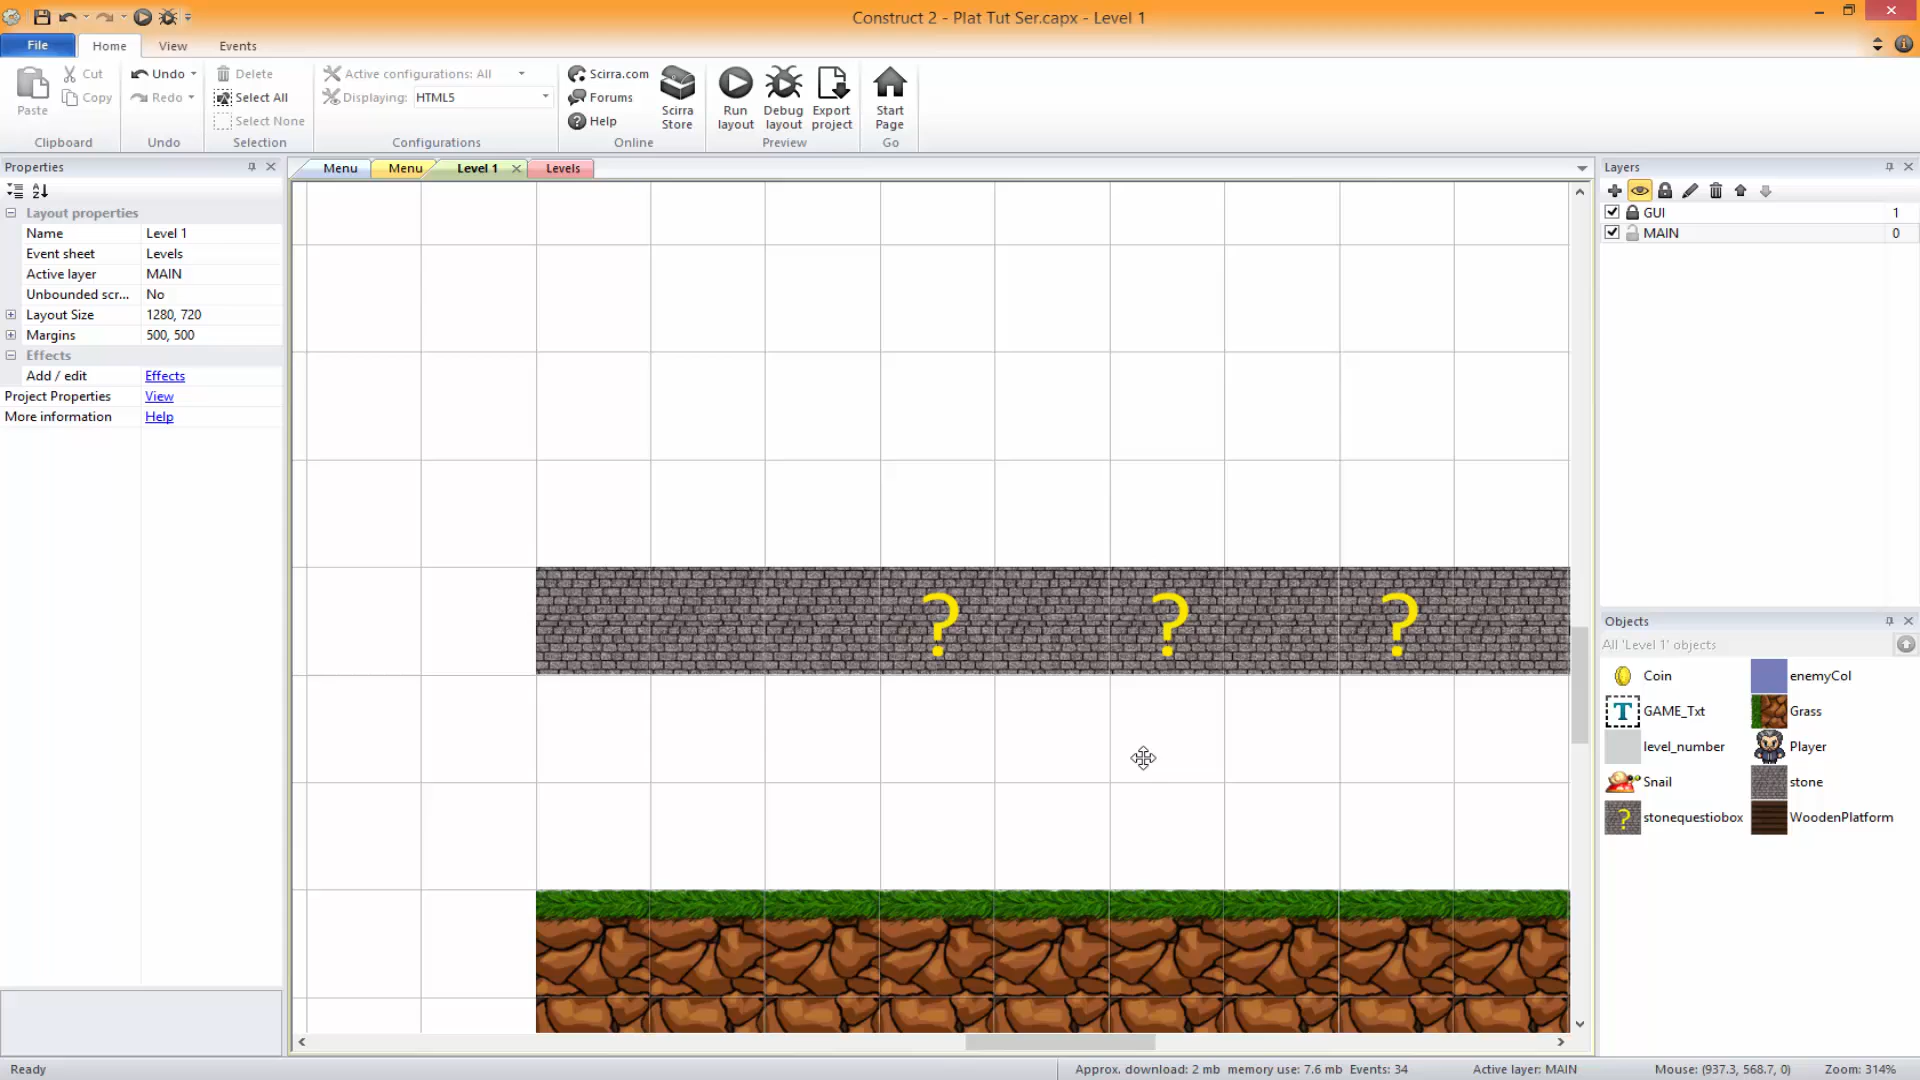 Construct 2 - Plat Tut Ser.capx - Level 1
File Home View Events
Paste Cut Copy
Undo Redo
Delete
Select All
Select None
Active configurations: All
Displaying: HTML5
Scirra.com
Forums
Help
Scirra Store
Run layout
Debug layout
Export project
Start Page
Clipboard Undo Selection Configurations Online Preview Go
Properties
Menu Menu Level 1 Levels
Layout properties
Name Level 1
Event sheet Levels
Active layer MAIN
Unbounded scr... No
Layout Size 1280, 720
Margins 500, 500
Effects
Add / edit Effects
Project Properties View
More information Help
? ? ?
Layers
GUI 1
MAIN 0
Objects
All 'Level 1' objects
Coin enemyCol
T GAME_Txt Grass
level_number Player
Snail stone
? stonequestiobox WoodenPlatform
Ready Approx. download: 2 mb memory use: 7.6 mb Events: 34 Active layer: MAIN Mouse: (937.3, 568.7, 0) Zoom: 314%